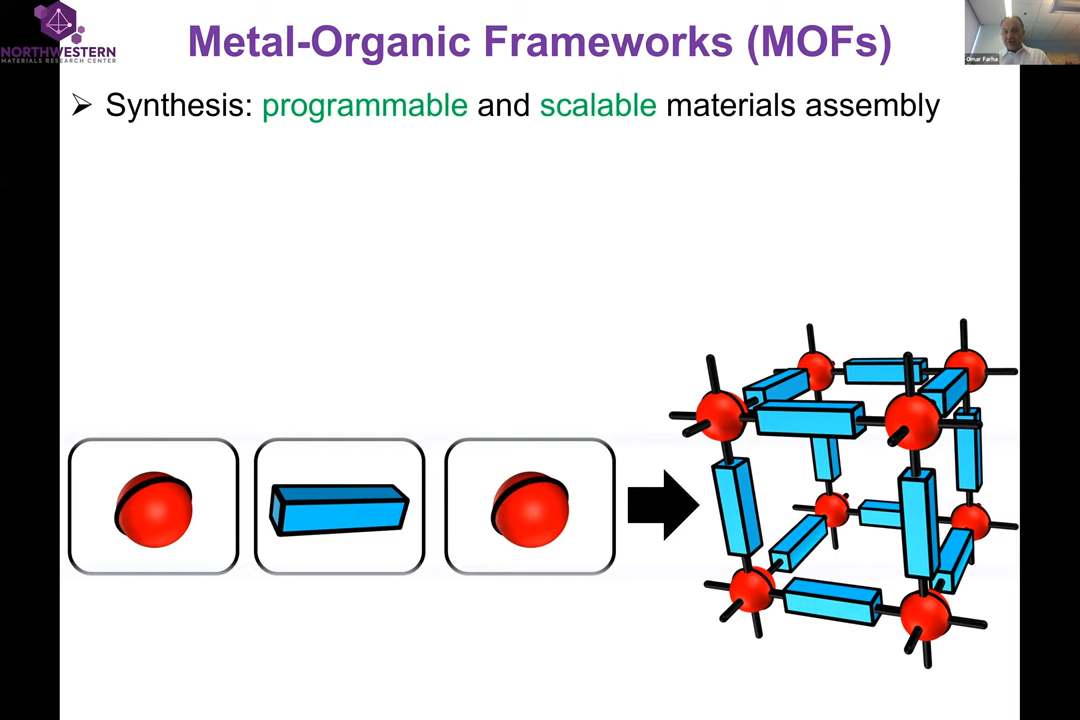 NORTHWESTERN
MATERIALS RESEARCH CENTER
Metal-Organic Frameworks (MOFs)
Omar Farha
➢ Synthesis: programmable and scalable materials assembly